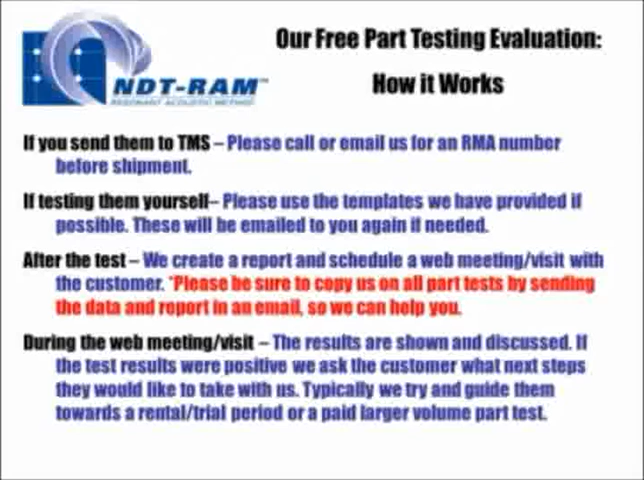 Our Free Part Testing Evaluation:
How it Works
NDT-RAM™
RESONANT ACOUSTIC METHOD
If you send them to TMS – Please call or email us for an RMA number
before shipment.
If testing them yourself– Please use the templates we have provided if
possible. These will be emailed to you again if needed.
After the test – We create a report and schedule a web meeting/visit with
the customer. *Please be sure to copy us on all part tests by sending
the data and report in an email, so we can help you.
During the web meeting/visit – The results are shown and discussed. If
the test results were positive we ask the customer what next steps
they would like to take with us. Typically we try and guide them
towards a rental/trial period or a paid larger volume part test.